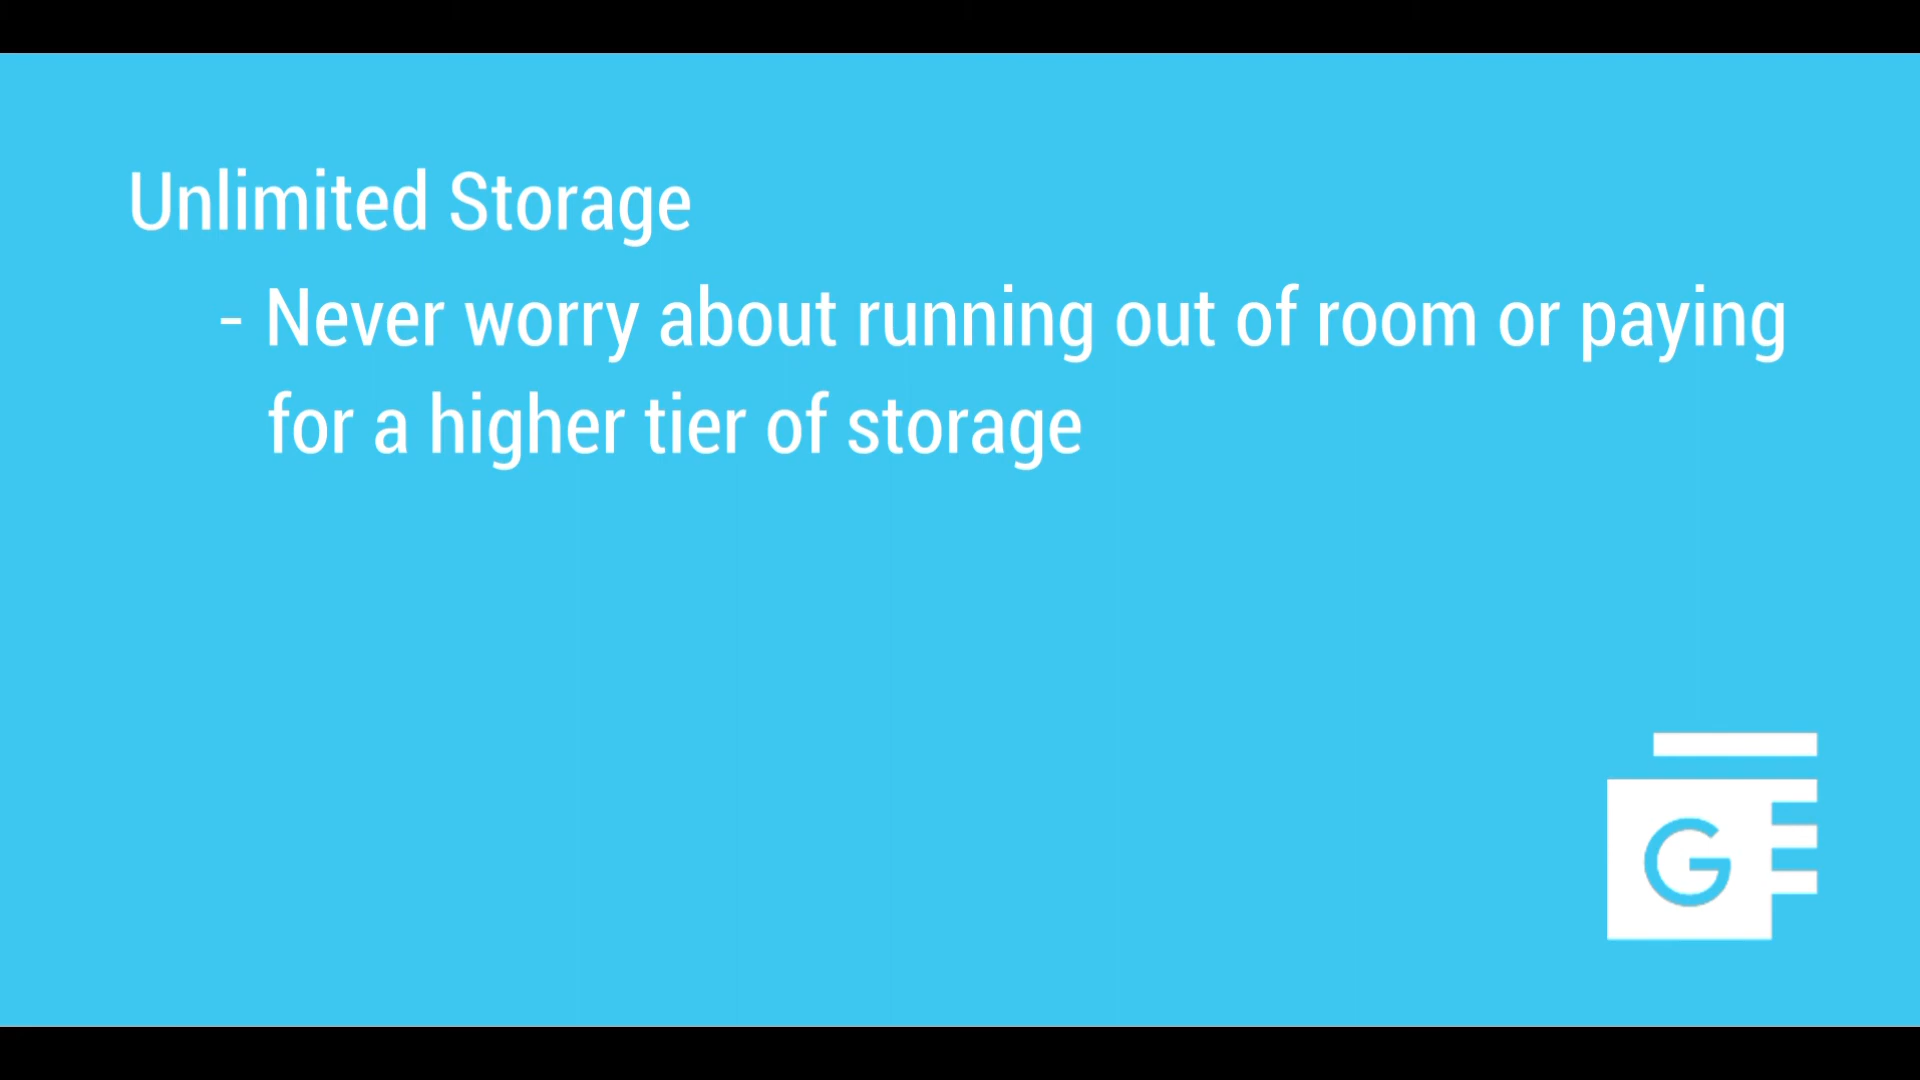 Unlimited Storage
- Never worry about running out of room or paying
for a higher tier of storage
G